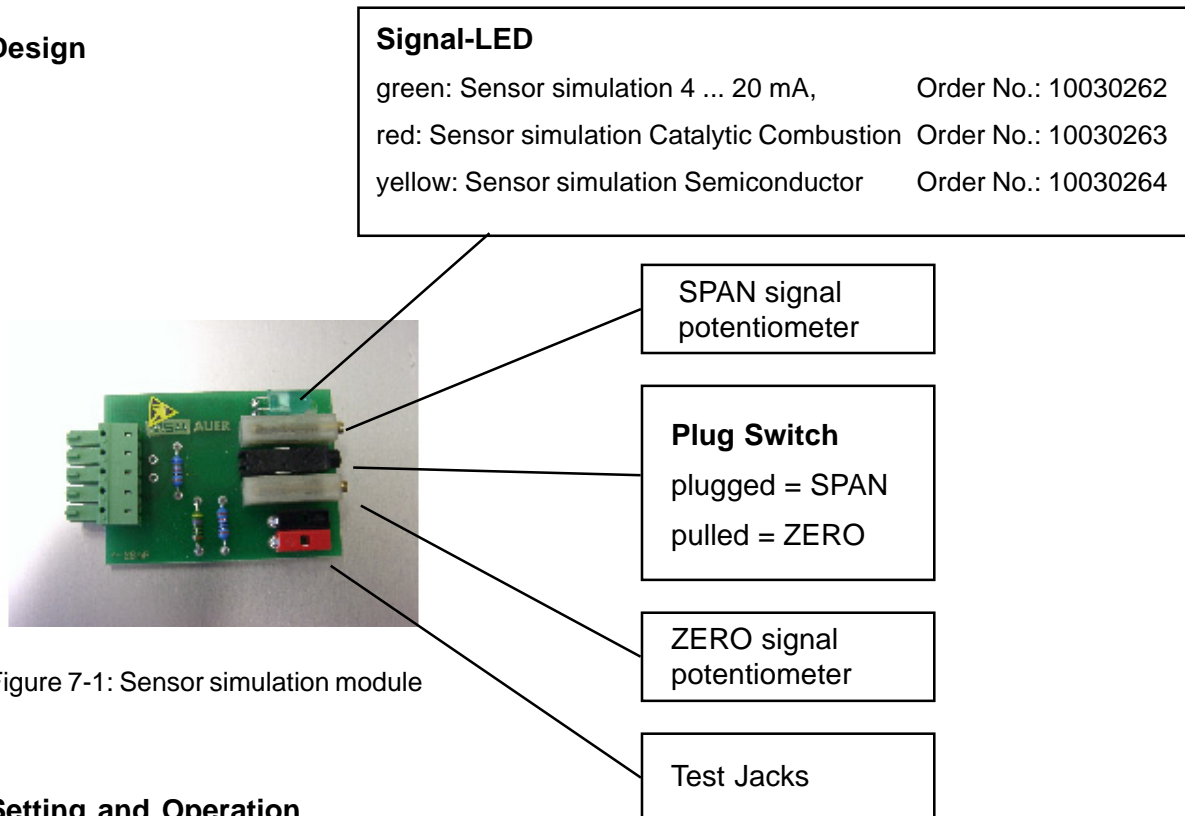 Design
Signal-LED
green: Sensor simulation 4 ... 20 mA, Order No.: 10030262
red: Sensor simulation Catalytic Combustion Order No.: 10030263
yellow: Sensor simulation Semiconductor Order No.: 10030264
SPAN signal
potentiometer
AUER
Plug Switch
plugged = SPAN
pulled = ZERO
ZERO signal
potentiometer
Figure 7-1: Sensor simulation module
Test Jacks
Setting and Operation